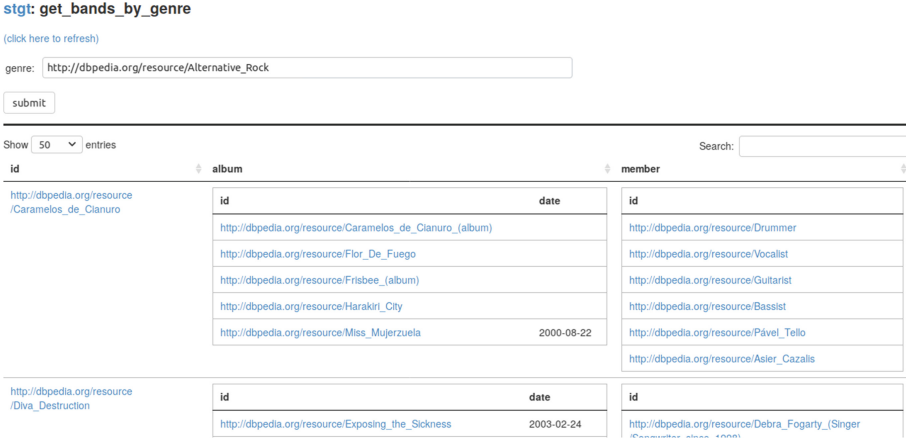 stgt: get_bands_by_genre
(click here to refresh)
genre: http://dbpedia.org/resource/Alternative_Rock
submit
Show 50 entries Search:
id album member
http://dbpedia.org/resource
/Caramelos_de_Cianuro
id date
http://dbpedia.org/resource/Caramelos_de_Cianuro_(album)
http://dbpedia.org/resource/Flor_De_Fuego
http://dbpedia.org/resource/Frisbee_(album)
http://dbpedia.org/resource/Harakiri_City
http://dbpedia.org/resource/Miss_Mujerzuela 2000-08-22
id
http://dbpedia.org/resource/Drummer
http://dbpedia.org/resource/Vocalist
http://dbpedia.org/resource/Guitarist
http://dbpedia.org/resource/Bassist
http://dbpedia.org/resource/Pável_Tello
http://dbpedia.org/resource/Asier_Cazalis
http://dbpedia.org/resource
/Diva_Destruction
id date
http://dbpedia.org/resource/Exposing_the_Sickness 2003-02-24
id
http://dbpedia.org/resource/Debra_Fogarty_(Singer